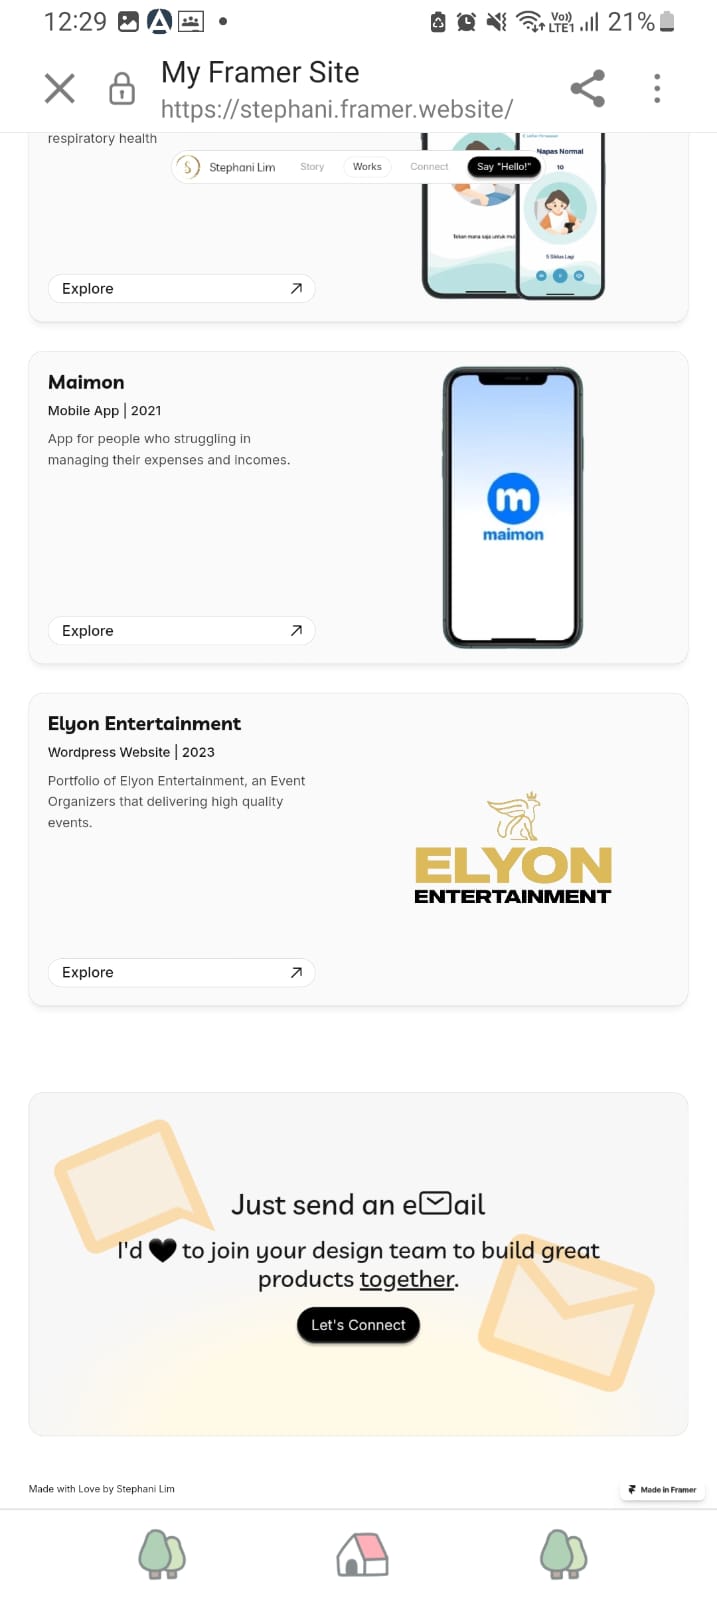 12:29
Vo))
LTE1
21%
My Framer Site
https://stephani.framer.website/
respiratory health
Stephani Lim
Story
Works
Connect
Say "Hello!"
Napas Normal
10
Tekan mana saja untuk mul
5 Siklus Lagi
Explore
Maimon
Mobile App | 2021
App for people who struggling in
managing their expenses and incomes.
m
maimon
Explore
Elyon Entertainment
Wordpress Website | 2023
Portfolio of Elyon Entertainment, an Event
Organizers that delivering high quality
events.
ELYON
ENTERTAINMENT
Explore
Just send an e ail
I'd 🖤 to join your design team to build great
products together.
Let's Connect
Made with Love by Stephani Lim
Made in Framer